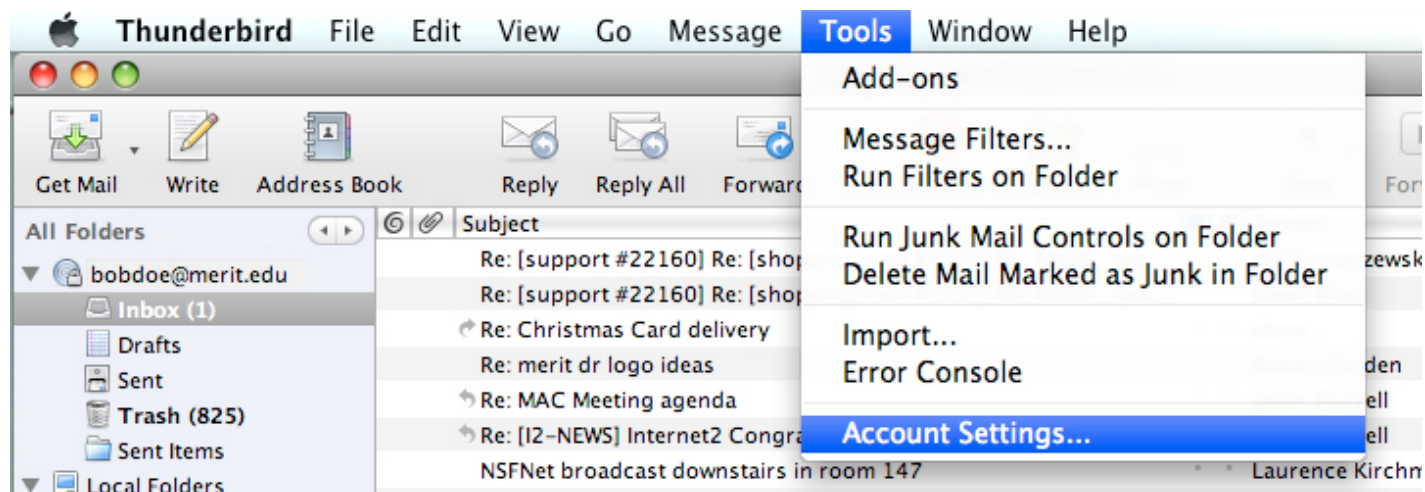 Thunderbird File Edit View Go Message Tools Window Help
Add-ons
Message Filters...
Run Filters on Folder
Run Junk Mail Controls on Folder
Delete Mail Marked as Junk in Folder
Import...
Error Console
Account Settings...
Get Mail Write Address Book Reply Reply All Forward
All Folders
bobdoe@merit.edu
Inbox (1)
Drafts
Sent
Trash (825)
Sent Items
Local Folders
Subject
Re: [support #22160] Re: [shop
Re: [support #22160] Re: [shop
Re: Christmas Card delivery
Re: merit dr logo ideas
Re: MAC Meeting agenda
Re: [I2-NEWS] Internet2 Congra
NSFNet broadcast downstairs in room 147
Laurence Kirchm